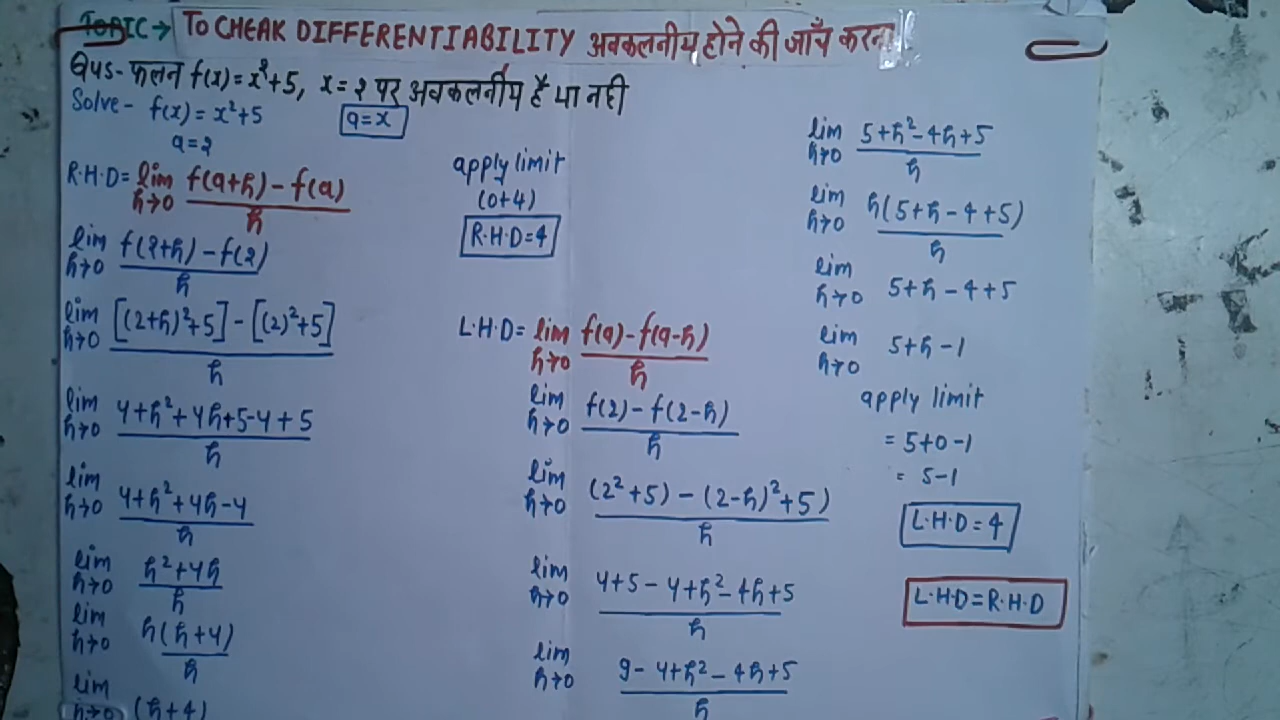 TOPIC→ TO CHEAK DIFFERENTIABILITY अवकलनीय होने की जाँच करना
Qus- फलन f(x) = x²+5, x = 2 पर अवकलनीय है या नही
Solve - f(x) = x²+5
a = x
a = 2
R.H.D = lim h→0 f(a+h) - f(a) / h
lim h→0 f(2+h) - f(2) / h
lim h→0 [(2+h)²+5] - [(2)²+5] / h
lim h→0 4+h²+4h+5-4+5 / h
lim h→0 4+h²+4h-4 / h
lim h→0 h²+4h / h
lim h→0 h(h+4) / h
lim h→0 (h+4)
apply limit
(0+4)
R.H.D = 4
L.H.D = lim h→0 f(a) - f(a-h) / h
lim h→0 f(2) - f(2-h) / h
lim h→0 (2²+5) - (2-h)²+5) / h
lim h→0 4+5 - 4+h²-4h+5 / h
lim h→0 9-4+h²-4h+5 / h
lim h→0 5+h²-4h+5 / h
lim h→0 h(5+h-4+5) / h
lim h→0 5+h-4+5
lim h→0 5+h-1
apply limit
= 5+0-1
= 5-1
L.H.D = 4
L.H.D = R.H.D